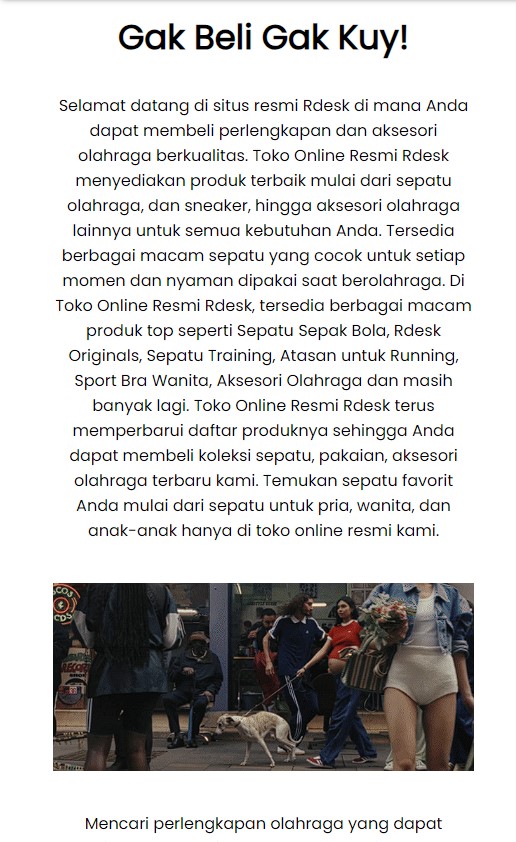 Gak Beli Gak Kuy!
Selamat datang di situs resmi Rdesk di mana Anda
dapat membeli perlengkapan dan aksesori
olahraga berkualitas. Toko Online Resmi Rdesk
menyediakan produk terbaik mulai dari sepatu
olahraga, dan sneaker, hingga aksesori olahraga
lainnya untuk semua kebutuhan Anda. Tersedia
berbagai macam sepatu yang cocok untuk setiap
momen dan nyaman dipakai saat berolahraga. Di
Toko Online Resmi Rdesk, tersedia berbagai macam
produk top seperti Sepatu Sepak Bola, Rdesk
Originals, Sepatu Training, Atasan untuk Running,
Sport Bra Wanita, Aksesori Olahraga dan masih
banyak lagi. Toko Online Resmi Rdesk terus
memperbarui daftar produknya sehingga Anda
dapat membeli koleksi sepatu, pakaian, aksesori
olahraga terbaru kami. Temukan sepatu favorit
Anda mulai dari sepatu untuk pria, wanita, dan
anak-anak hanya di toko online resmi kami.
RECORD
Mencari perlengkapan olahraga yang dapat